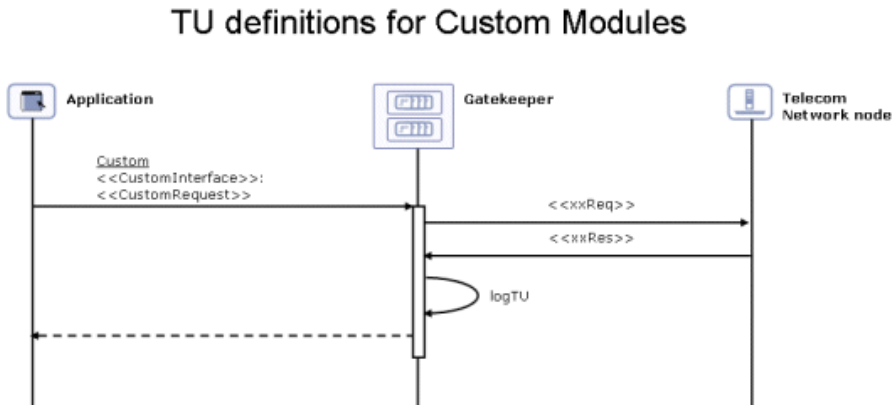 TU definitions for Custom Modules
Application
Gatekeeper
Telecom
Network node
Custom
<<CustomInterface>>:
<<CustomRequest>>
<<xxReq>>
<<xxRes>>
logTU